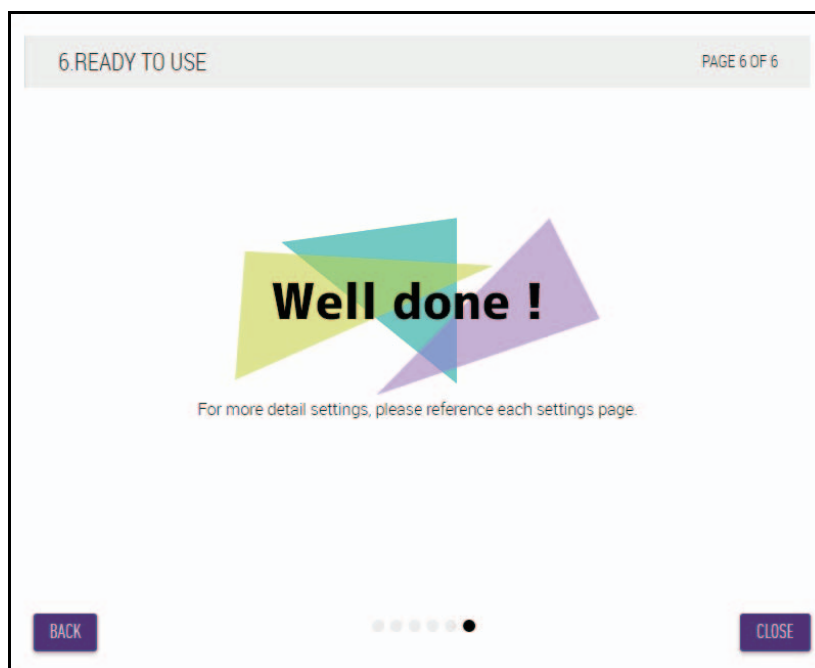 6.READY TO USE
PAGE 6 OF 6
Well done !
For more detail settings, please reference each settings page.
BACK
CLOSE